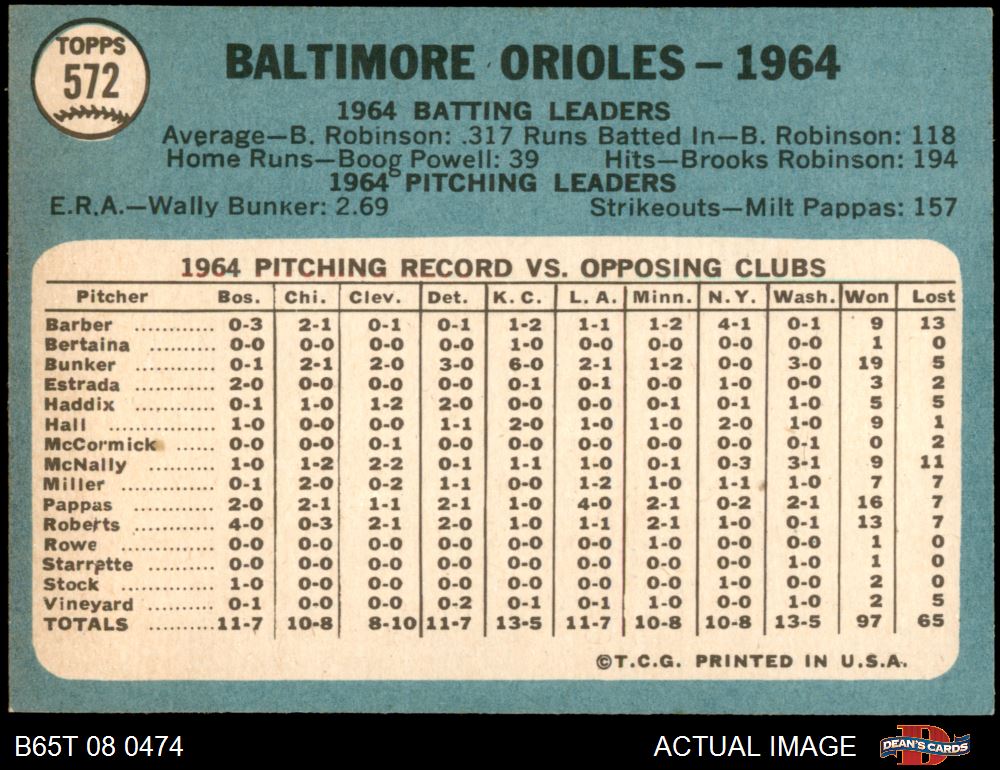 TOPPS
572
BALTIMORE ORIOLES – 1964
1964 BATTING LEADERS
Average—B. Robinson: .317 Runs Batted In—B. Robinson: 118
Home Runs—Boog Powell: 39 Hits—Brooks Robinson: 194
1964 PITCHING LEADERS
E.R.A.—Wally Bunker: 2.69 Strikeouts—Milt Pappas: 157
1964 PITCHING RECORD VS. OPPOSING CLUBS
Pitcher Bos. Chi. Clev. Det. K. C. L. A. Minn. N. Y. Wash. Won Lost
Barber ............ 0-3 2-1 0-1 0-1 1-2 1-1 1-2 4-1 0-1 9 13
Bertaina .......... 0-0 0-0 0-0 0-0 1-0 0-0 0-0 0-0 0-0 1 0
Bunker ............ 0-1 2-1 2-0 3-0 6-0 2-1 1-2 0-0 3-0 19 5
Estrada ............ 2-0 0-0 0-0 0-0 0-1 0-1 0-0 1-0 0-0 3 2
Haddix ............ 0-1 1-0 1-2 2-0 0-0 0-0 0-1 0-1 1-0 5 5
Hall ................ 1-0 0-0 0-0 1-1 2-0 1-0 1-0 2-0 1-0 9 1
McCormick ...... 0-0 0-0 0-1 0-0 0-0 0-0 0-0 0-0 0-1 0 2
McNally .......... 1-0 1-2 2-2 0-1 1-1 1-0 0-1 0-3 3-1 9 11
Miller .............. 0-1 2-0 0-2 1-1 0-0 1-2 1-0 1-1 1-0 7 7
Pappas ............ 2-0 2-1 1-1 2-1 1-0 4-0 2-1 0-2 2-1 16 7
Roberts ............ 4-0 0-3 2-1 2-0 1-0 1-1 2-1 1-0 0-1 13 7
Rowe .............. 0-0 0-0 0-0 0-0 0-0 0-0 1-0 0-0 0-0 1 0
Starrette .......... 0-0 0-0 0-0 0-0 0-0 0-0 0-0 0-0 1-0 1 0
Stock .............. 1-0 0-0 0-0 0-0 0-0 0-0 0-0 1-0 0-0 2 0
Vineyard .......... 0-1 0-0 0-0 0-2 0-1 0-1 1-0 0-0 1-0 2 5
TOTALS .......... 11-7 10-8 8-10 11-7 13-5 11-7 10-8 10-8 13-5 97 65
©T.C.G. PRINTED IN U.S.A.
B65T 08 0474 ACTUAL IMAGE DEAN'S CARDS